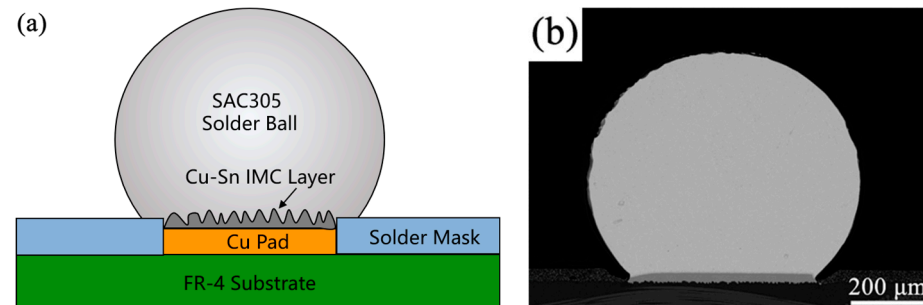 (a)
SAC305
Solder Ball
Cu-Sn IMC Layer
Cu Pad
Solder Mask
FR-4 Substrate
(b)
200 μm